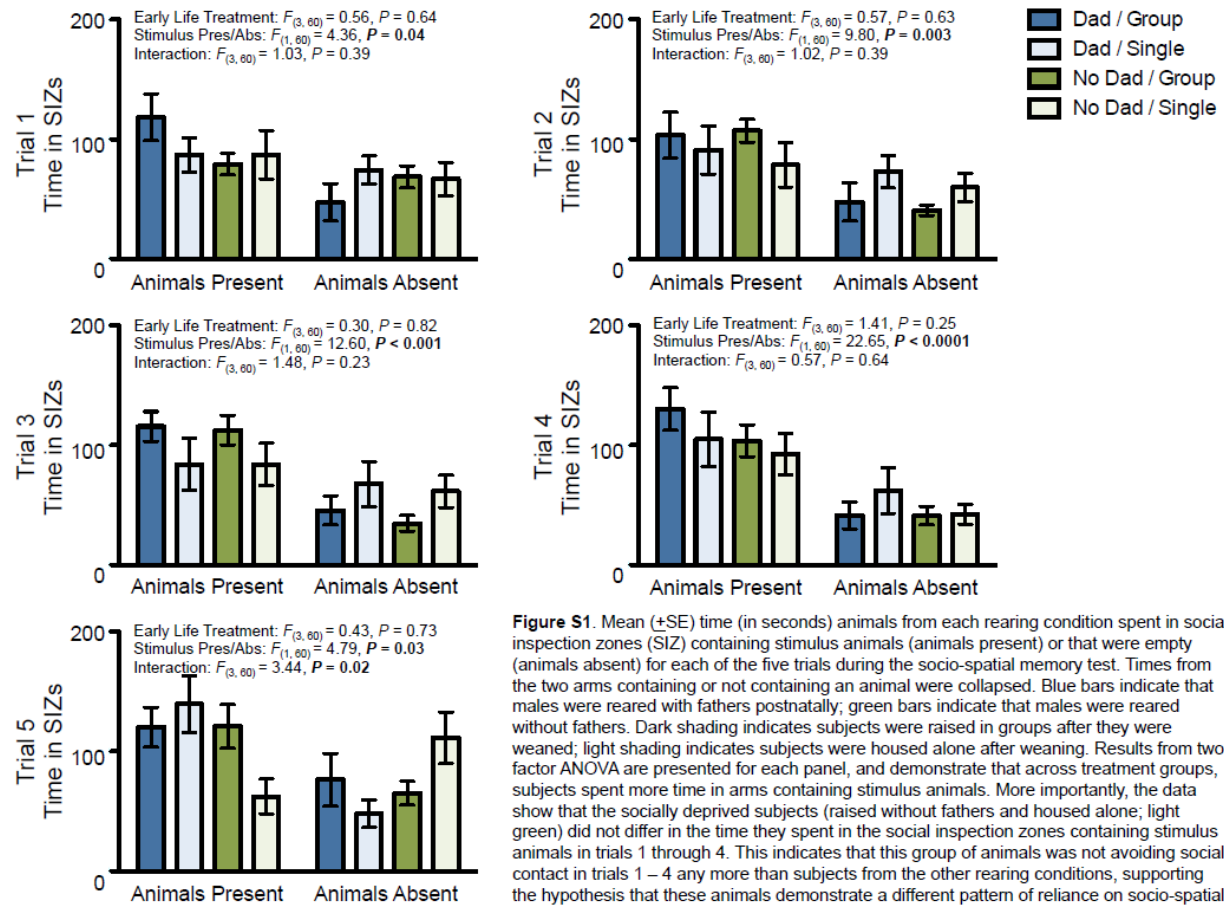 200
Early Life Treatment: F(3, 60) = 0.56, P = 0.64
Stimulus Pres/Abs: F(1, 60) = 4.36, P = 0.04
Interaction: F(3, 60) = 1.03, P = 0.39
Trial 1
Time in SIZs
100
0
Animals Present Animals Absent
200
Early Life Treatment: F(3, 60) = 0.57, P = 0.63
Stimulus Pres/Abs: F(1, 60) = 9.80, P = 0.003
Interaction: F(3, 60) = 1.02, P = 0.39
Trial 2
Time in SIZs
100
0
Animals Present Animals Absent
Dad / Group
Dad / Single
No Dad / Group
No Dad / Single
200
Early Life Treatment: F(3, 60) = 0.30, P = 0.82
Stimulus Pres/Abs: F(1, 60) = 12.60, P < 0.001
Interaction: F(3, 60) = 1.48, P = 0.23
Trial 3
Time in SIZs
100
0
Animals Present Animals Absent
200
Early Life Treatment: F(3, 60) = 1.41, P = 0.25
Stimulus Pres/Abs: F(1, 60) = 22.65, P < 0.0001
Interaction: F(3, 60) = 0.57, P = 0.64
Trial 4
Time in SIZs
100
0
Animals Present Animals Absent
200
Early Life Treatment: F(3, 60) = 0.43, P = 0.73
Stimulus Pres/Abs: F(1, 60) = 4.79, P = 0.03
Interaction: F(3, 60) = 3.44, P = 0.02
Trial 5
Time in SIZs
100
0
Animals Present Animals Absent
Figure S1. Mean (±SE) time (in seconds) animals from each rearing condition spent in socia
inspection zones (SIZ) containing stimulus animals (animals present) or that were empty
(animals absent) for each of the five trials during the socio-spatial memory test. Times from
the two arms containing or not containing an animal were collapsed. Blue bars indicate that
males were reared with fathers postnatally; green bars indicate that males were reared
without fathers. Dark shading indicates subjects were raised in groups after they were
weaned; light shading indicates subjects were housed alone after weaning. Results from two
factor ANOVA are presented for each panel, and demonstrate that across treatment groups,
subjects spent more time in arms containing stimulus animals. More importantly, the data
show that the socially deprived subjects (raised without fathers and housed alone; light
green) did not differ in the time they spent in the social inspection zones containing stimulus
animals in trials 1 through 4. This indicates that this group of animals was not avoiding social
contact in trials 1 – 4 any more than subjects from the other rearing conditions, supporting
the hypothesis that these animals demonstrate a different pattern of reliance on socio-spatial